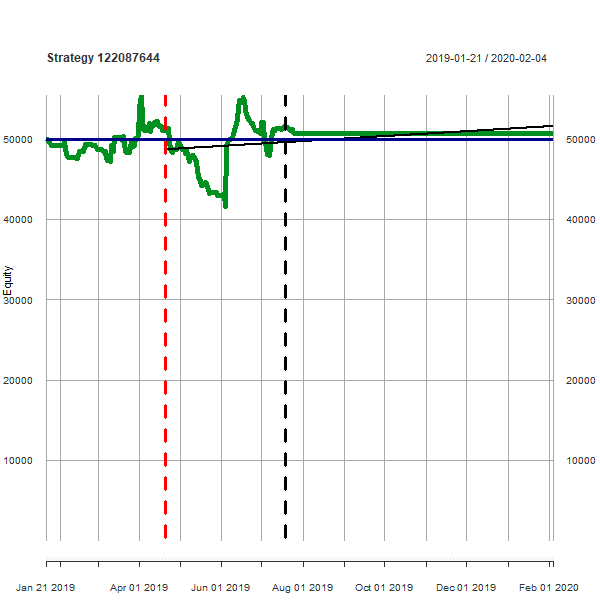 Strategy 122087644
2019-01-21 / 2020-02-04
50000
50000
40000
40000
Equity
30000
30000
20000
20000
10000
10000
Jan 21 2019
Apr 01 2019
Jun 01 2019
Aug 01 2019
Oct 01 2019
Dec 01 2019
Feb 01 2020